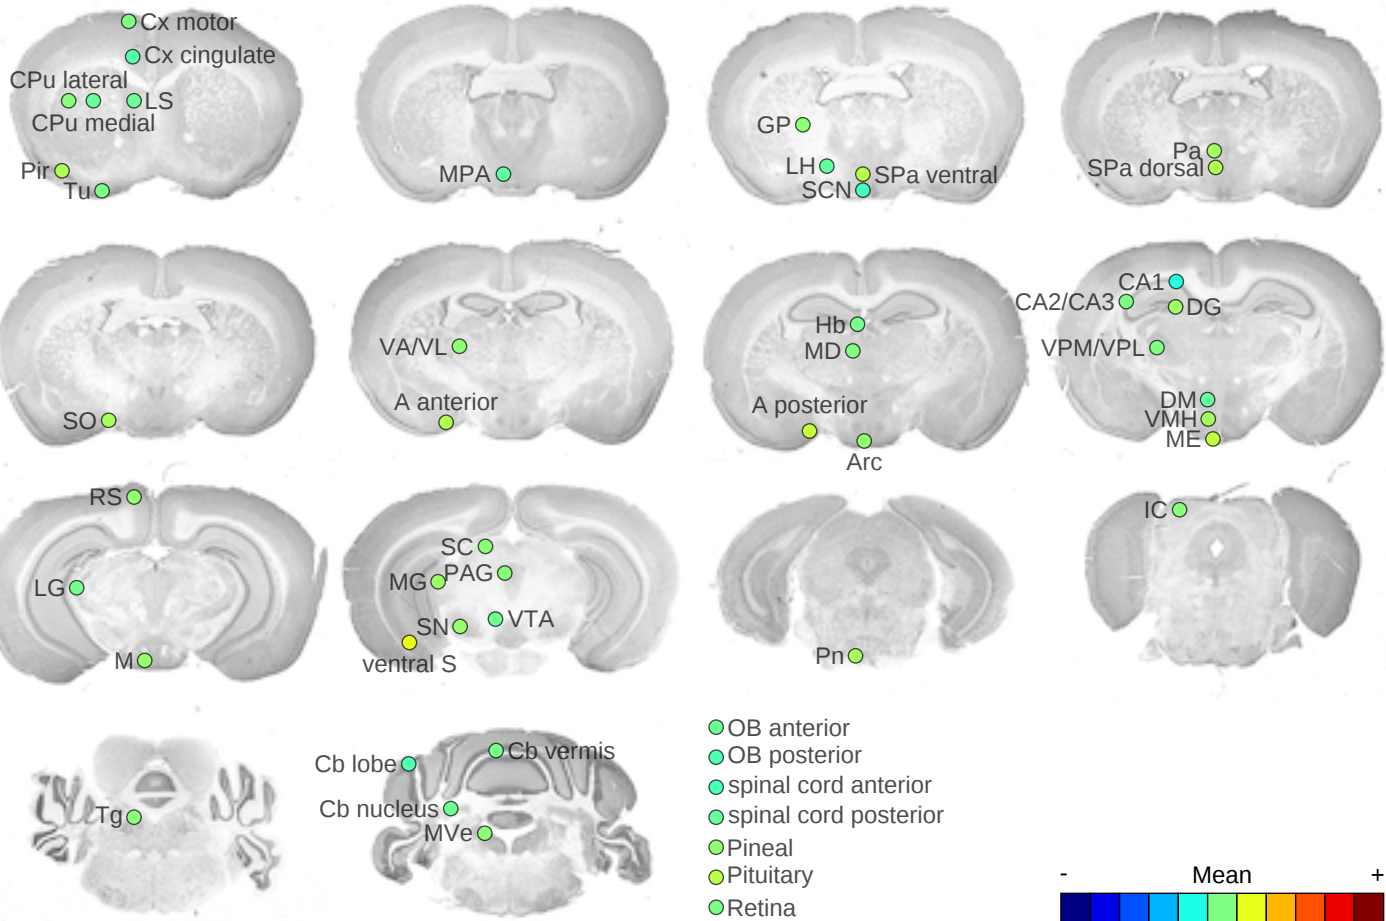 Cx motor
Cx cingulate
CPu lateral
LS
CPu medial
Pir
Tu
MPA
GP
LH
SPa ventral
SCN
Pa
SPa dorsal
SO
VA/VL
A anterior
Hb
MD
A posterior
Arc
CA1
CA2/CA3
DG
VPM/VPL
DM
VMH
ME
RS
LG
M
SC
PAG
MG
VTA
SN
ventral S
Pn
IC
Tg
Cb vermis
Cb lobe
Cb nucleus
MVe
OB anterior
OB posterior
spinal cord anterior
spinal cord posterior
Pineal
Pituitary
Retina
- Mean +